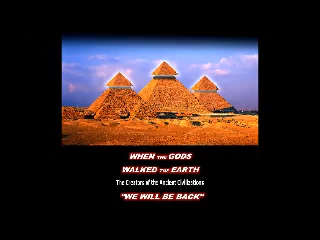 WHEN THE GODS
WALKED THE EARTH
The Creators of the Ancient Civilizations
"WE WILL BE BACK"